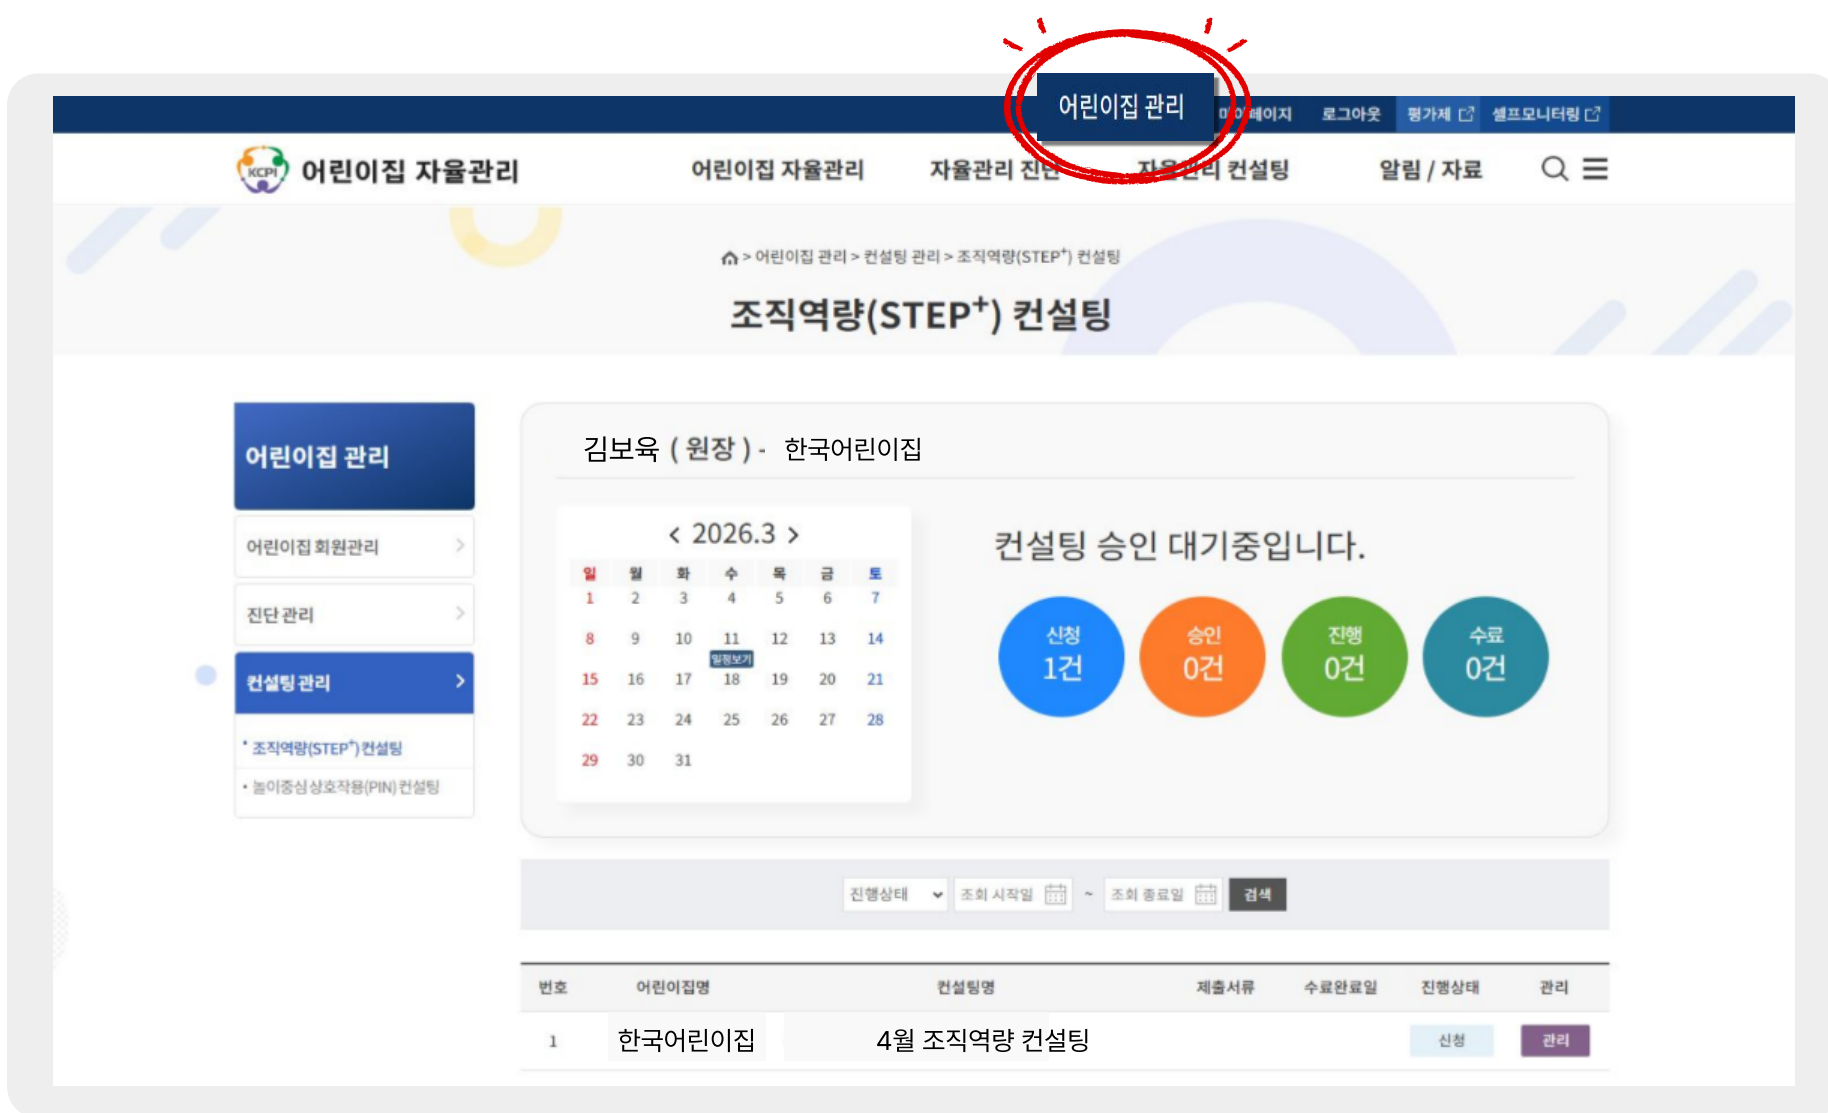 어린이집 관리 마이페이지 로그아웃 평가제 셀프모니터링
KCPI 어린이집 자율관리 어린이집 자율관리 자율관리 진단 자율관리 컨설팅 알림 / 자료
> 어린이집 관리 > 컨설팅 관리 > 조직역량(STEP⁺) 컨설팅
조직역량(STEP⁺) 컨설팅
어린이집 관리
어린이집 회원관리 >
진단 관리 >
컨설팅 관리 >
• 조직역량(STEP⁺) 컨설팅
• 놀이중심 상호작용(PIN) 컨설팅
김보육 ( 원장 ) - 한국어린이집
< 2026.3 >
일 월 화 수 목 금 토
1 2 3 4 5 6 7
8 9 10 11 12 13 14
일정보기
15 16 17 18 19 20 21
22 23 24 25 26 27 28
29 30 31
컨설팅 승인 대기중입니다.
신청 승인 진행 수료
1건 0건 0건 0건
진행상태 조회 시작일 ~ 조회 종료일 검색
번호 어린이집명 컨설팅명 제출서류 수료완료일 진행상태 관리
1 한국어린이집 4월 조직역량 컨설팅 신청 관리